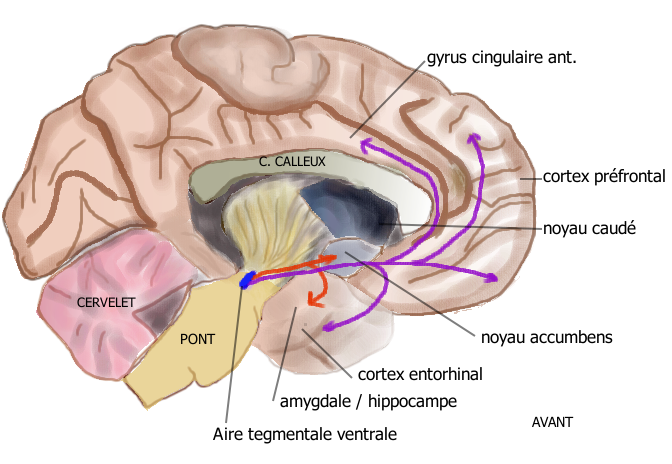 gyrus cingulaire ant.
C. CALLEUX
cortex préfrontal
noyau caudé
CERVELET
PONT
noyau accumbens
cortex entorhinal
amygdale / hippocampe
AVANT
Aire tegmentale ventrale